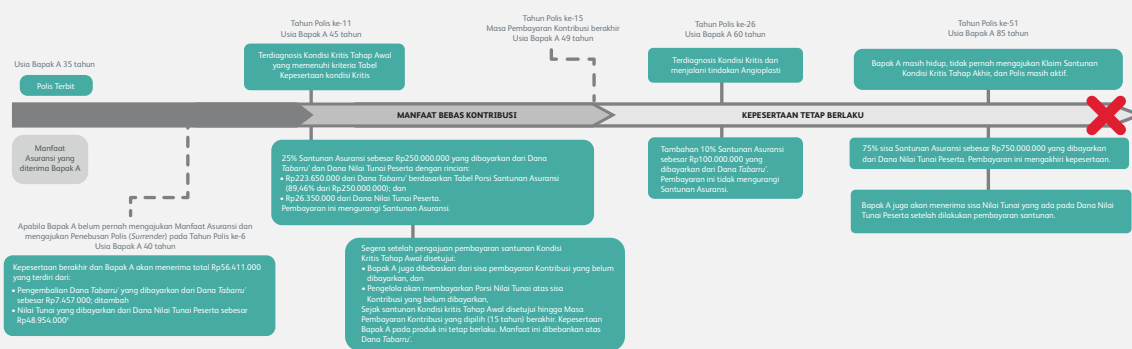 Usia Bapak A 35 tahun
Polis Terbit
Manfaat
Asuransi yang
diterima Bapak A
Apabila Bapak A belum pernah mengajukan Manfaat Asuransi dan
mengajukan Penebusan Polis (Surrender) pada Tahun Polis ke-6
Usia Bapak A 40 tahun
Kepesertaan berakhir dan Bapak A akan menerima total Rp56.411.000
yang terdiri dari:
• Pengembalian Dana Tabarru' yang dibayarkan dari Dana Tabarru'
sebesar Rp7.457.000; ditambah
• Nilai Tunai yang dibayarkan dari Dana Nilai Tunai Peserta sebesar
Rp48.954.000¹
Tahun Polis ke-11
Usia Bapak A 45 tahun
Terdiagnosis Kondisi Kritis Tahap Awal
yang memenuhi kriteria Tabel
Kepesertaan kondisi Kritis
MANFAAT BEBAS KONTRIBUSI
25% Santunan Asuransi sebesar Rp250.000.000 yang dibayarkan dari Dana
Tabarru' dan Dana Nilai Tunai Peserta dengan rincian:
• Rp223.650.000 dari Dana Tabarru' berdasarkan Tabel Porsi Santunan Asuransi
(89,46% dari Rp250.000.000); dan
• Rp26.350.000 dari Dana Nilai Tunai Peserta.
Pembayaran ini mengurangi Santunan Asuransi.
Segera setelah pengajuan pembayaran santunan Kondisi
Kritis Tahap Awal disetujui:
• Bapak A juga dibebaskan dari sisa pembayaran Kontribusi yang belum
dibayarkan, dan
• Pengelola akan membayarkan Porsi Nilai Tunai atas sisa
Kontribusi yang belum dibayarkan,
Sejak santunan Kondisi kritis Tahap Awal disetujui hingga Masa
Pembayaran Kontribusi yang dipilih (15 tahun) berakhir. Kepesertaan
Bapak A pada produk ini tetap berlaku. Manfaat ini dibebankan atas
Dana Tabarru'.
Tahun Polis ke-15
Masa Pembayaran Kontribusi berakhir
Usia Bapak A 49 tahun
KEPESERTAAN TETAP BERLAKU
Tahun Polis ke-26
Usia Bapak A 60 tahun
Terdiagnosis Kondisi Kritis dan
menjalani tindakan Angioplasti
Tambahan 10% Santunan Asuransi
sebesar Rp100.000.000 yang
dibayarkan dari Dana Tabarru'.
Pembayaran ini tidak mengurangi
Santunan Asuransi.
Tahun Polis ke-51
Usia Bapak A 85 tahun
Bapak A masih hidup, tidak pernah mengajukan Klaim Santunan
Kondisi Kritis Tahap Akhir, dan Polis masih aktif.
75% sisa Santunan Asuransi sebesar Rp750.000.000 yang dibayarkan
dari Dana Nilai Tunai Peserta. Pembayaran ini mengakhiri kepesertaan.
Bapak A juga akan menerima sisa Nilai Tunai yang ada pada Dana Nilai
Tunai Peserta setelah dilakukan pembayaran santunan.